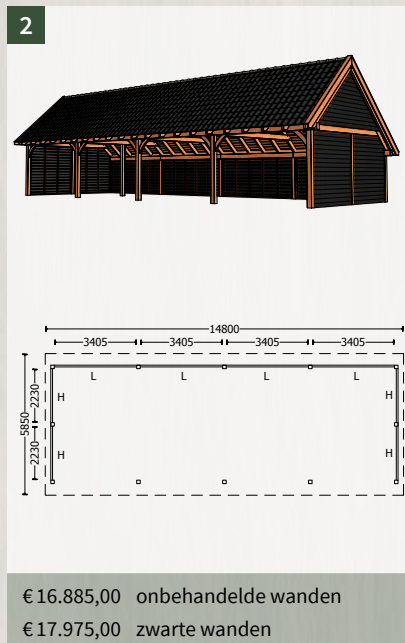 2
14800
3405 3405 3405 3405
L L L L
2230
H H
5850
2230
H H
€ 16.885,00 onbehandelde wanden
€ 17.975,00 zwarte wanden